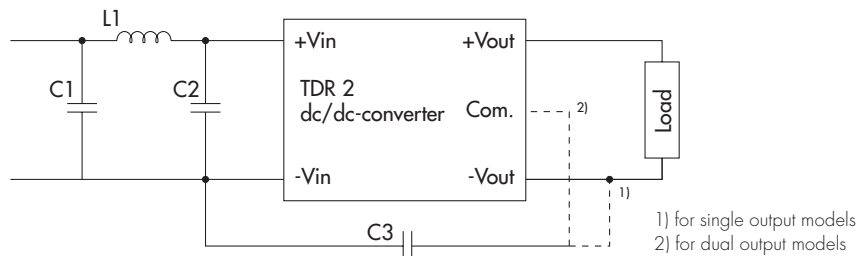 L1
+Vin
+Vout
C1
C2
TDR 2
dc/dc-converter
Com.
2)
Load
-Vin
-Vout
1)
C3
1) for single output models
2) for dual output models